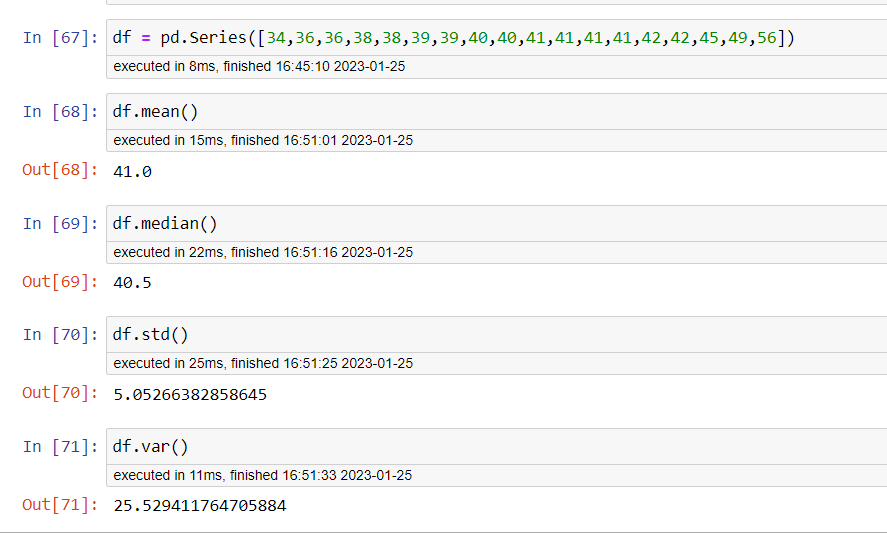 In [67]: df = pd.Series([34,36,36,38,38,39,39,40,40,41,41,41,41,42,42,45,49,56])
executed in 8ms, finished 16:45:10 2023-01-25
In [68]: df.mean()
executed in 15ms, finished 16:51:01 2023-01-25
Out[68]: 41.0
In [69]: df.median()
executed in 22ms, finished 16:51:16 2023-01-25
Out[69]: 40.5
In [70]: df.std()
executed in 25ms, finished 16:51:25 2023-01-25
Out[70]: 5.05266382858645
In [71]: df.var()
executed in 11ms, finished 16:51:33 2023-01-25
Out[71]: 25.529411764705884